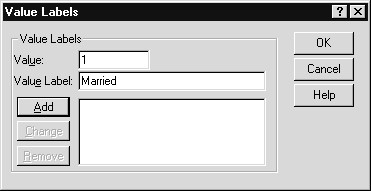 Value Labels
Value Labels
Value: 1
Value Label: Married
Add
Change
Remove
OK
Cancel
Help